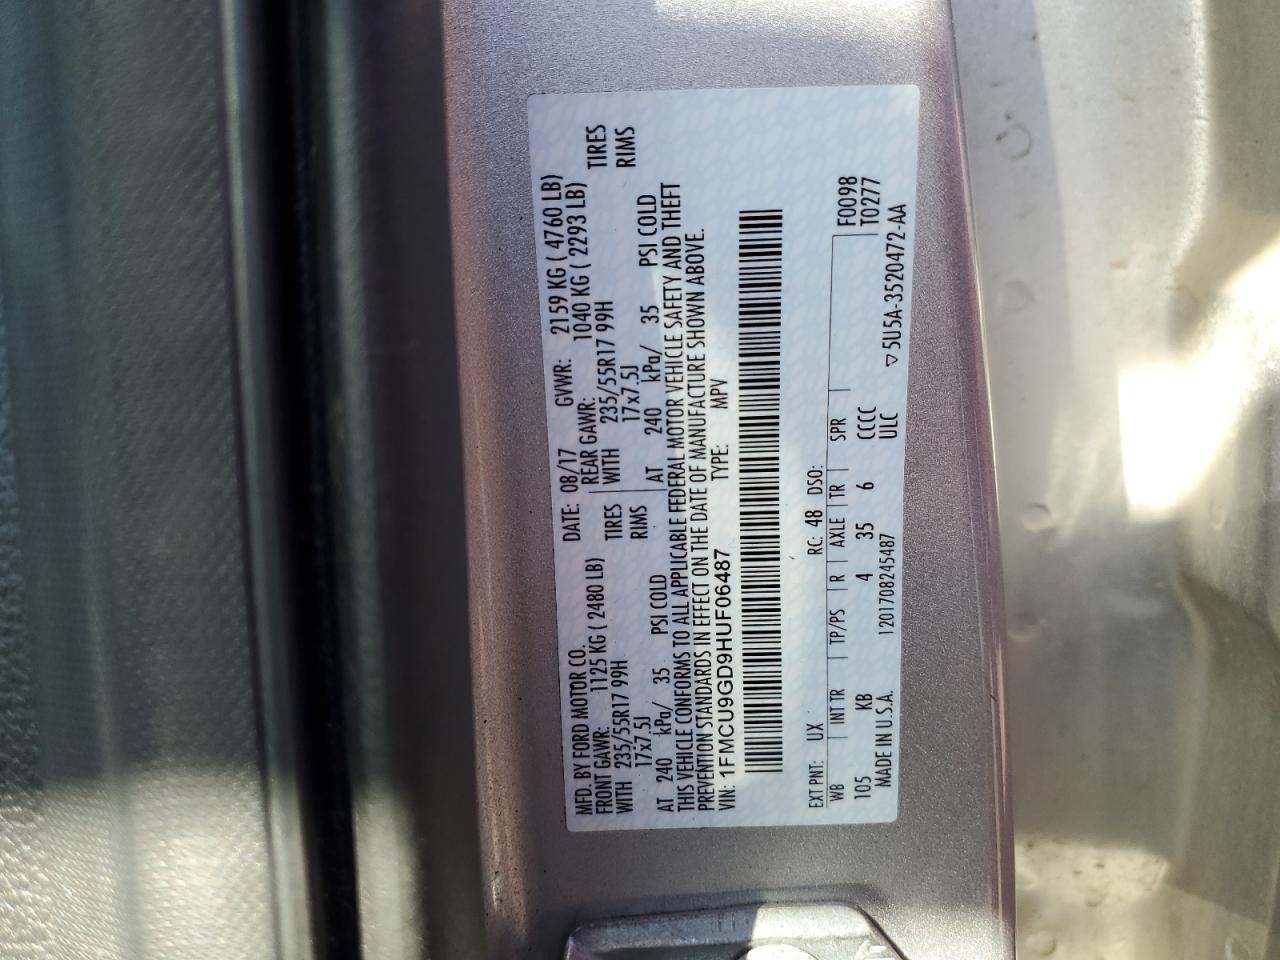 MFD. BY FORD MOTOR CO. DATE: 08/17 GVWR: 2159 KG ( 4760 LB)
FRONT GAWR: 1125 KG ( 2480 LB) REAR GAWR: 1040 KG ( 2293 LB)
WITH 235/55R17 99H TIRES WITH 235/55R17 99H TIRES
17x7.5J RIMS 17x7.5J RIMS
AT 240 kPa/ 35 PSI COLD AT 240 kPa/ 35 PSI COLD
THIS VEHICLE CONFORMS TO ALL APPLICABLE FEDERAL MOTOR VEHICLE SAFETY AND THEFT
PREVENTION STANDARDS IN EFFECT ON THE DATE OF MANUFACTURE SHOWN ABOVE.
VIN: 1FMCU9GD9HUF06487 TYPE: MPV
EXT PNT: UX RC: 48 DSO:
WB INT TR TP/PS R AXLE TR SPR F0098
105 KB 4 35 6 CCCC T0277
MADE IN U.S.A. 1201708245487 ULC
▽5U5A-3520472-AA